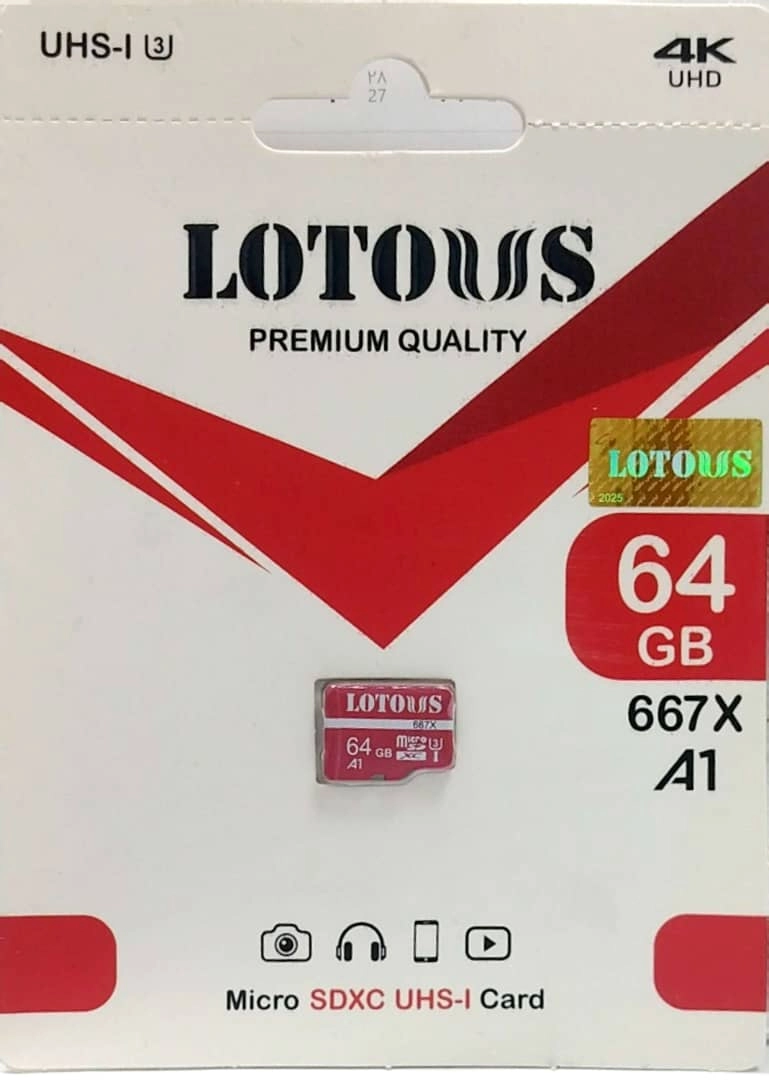 UHS-I 3
4K
UHD
۲۸
27
LOTOUS
PREMIUM QUALITY
LOTOUS
2025
64
GB
667X
A1
LOTOUS
667X
64 GB Micro SD XC 3 I
A1
Micro SDXC UHS-I Card